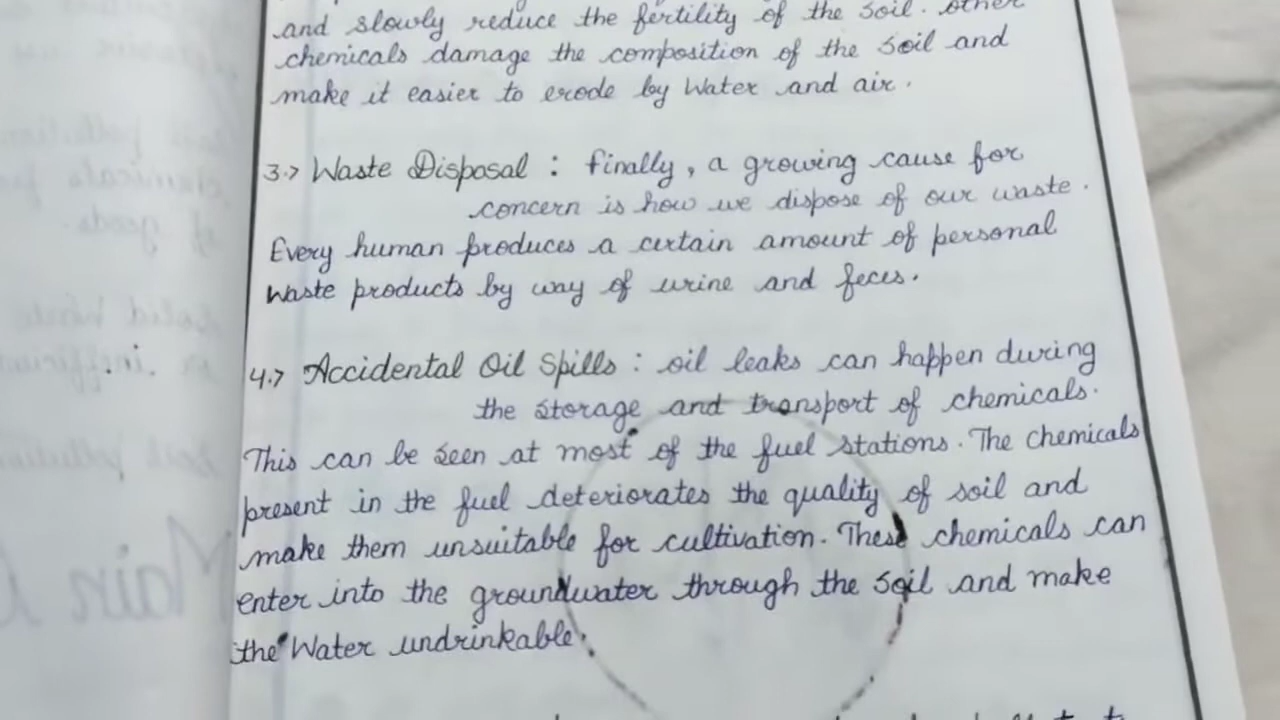 and slowly reduce the fertility of the soil. other
chemicals damage the composition of the soil and
make it easier to erode by Water and air.
3.> Waste Disposal : finally, a growing cause for
concern is how we dispose of our waste.
Every human produces a certain amount of personal
Waste products by way of urine and feces.
4.> Accidental Oil Spills : oil leaks can happen during
the storage and transport of chemicals.
This can be seen at most of the fuel stations. The chemicals
present in the fuel deteriorates the quality of soil and
make them unsuitable for cultivation. These chemicals can
enter into the groundwater through the soil and make
the Water undrinkable.